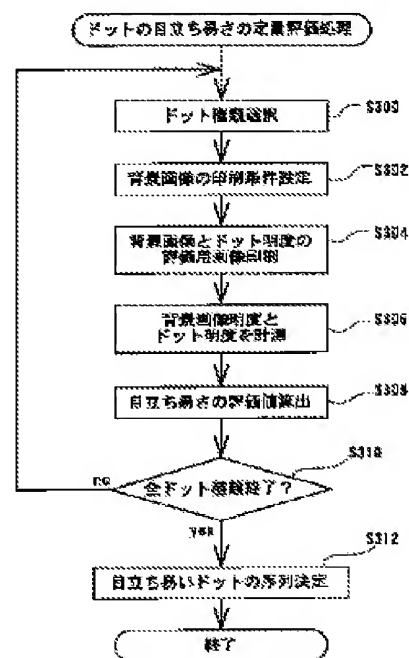 ドットの目立ち易さの定量評価処理
ドット種類選択
S300
背景画像の印刷条件設定
S302
背景画像とドット明度の
評価用画像印刷
S304
背景画像明度と
ドット明度を計測
S306
目立ち易さの評価値算出
S308
全ドット種類終了?
S310
no
yes
目立ち易いドットの序列決定
S312
終了